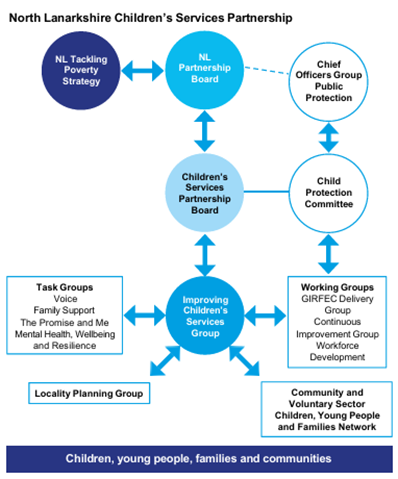 North Lanarkshire Children's Services Partnership
NL Tackling
Poverty
Strategy
NL
Partnership
Board
Chief
Officers Group
Public
Protection
Children's
Services
Partnership
Board
Child
Protection
Committee
Task Groups
Voice
Family Support
The Promise and Me
Mental Health, Wellbeing
and Resilience
Improving
Children's
Services
Group
Working Groups
GIRFEC Delivery
Group
Continuous
Improvement Group
Workforce
Development
Locality Planning Group
Community and
Voluntary Sector
Children, Young People
and Families Network
Children, young people, families and communities